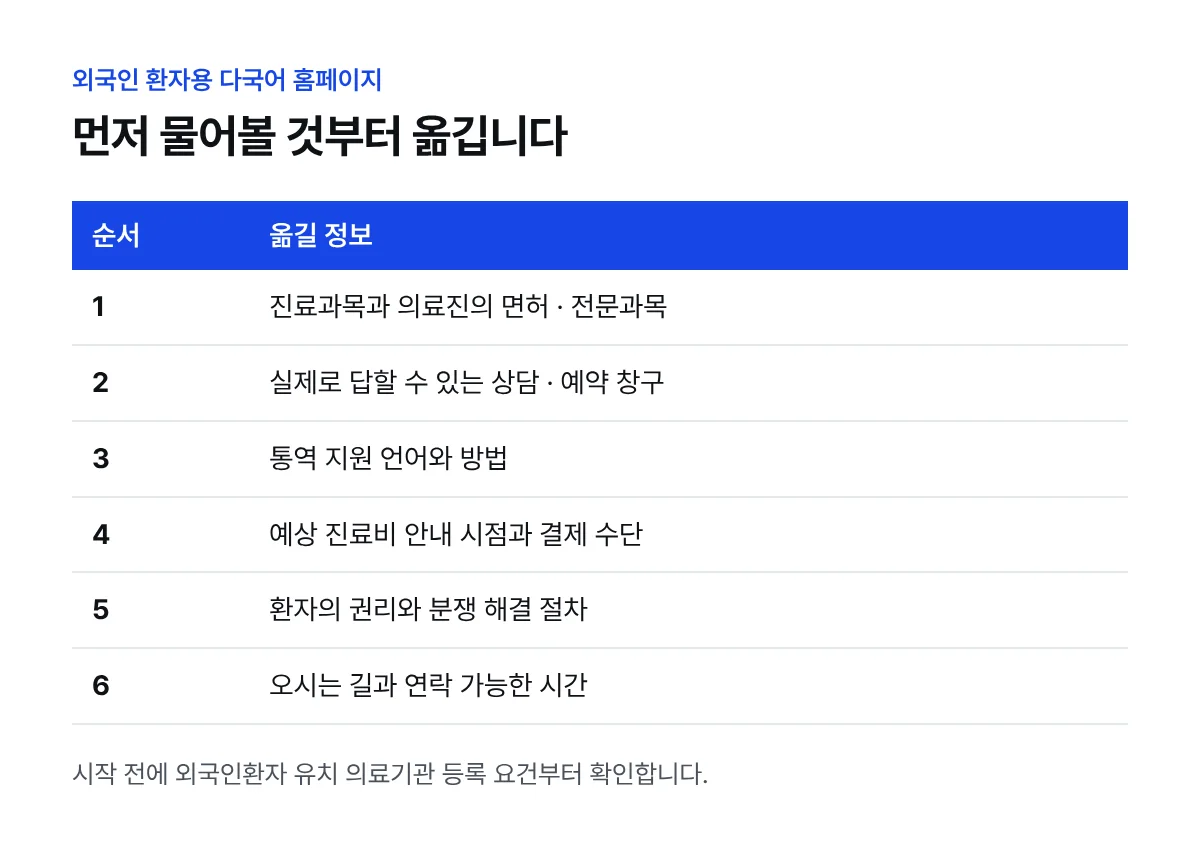 외국인 환자용 다국어 홈페이지
먼저 물어볼 것부터 옮깁니다
순서 옮길 정보
1 진료과목과 의료진의 면허 · 전문과목
2 실제로 답할 수 있는 상담 · 예약 창구
3 통역 지원 언어와 방법
4 예상 진료비 안내 시점과 결제 수단
5 환자의 권리와 분쟁 해결 절차
6 오시는 길과 연락 가능한 시간
시작 전에 외국인환자 유치 의료기관 등록 요건부터 확인합니다.